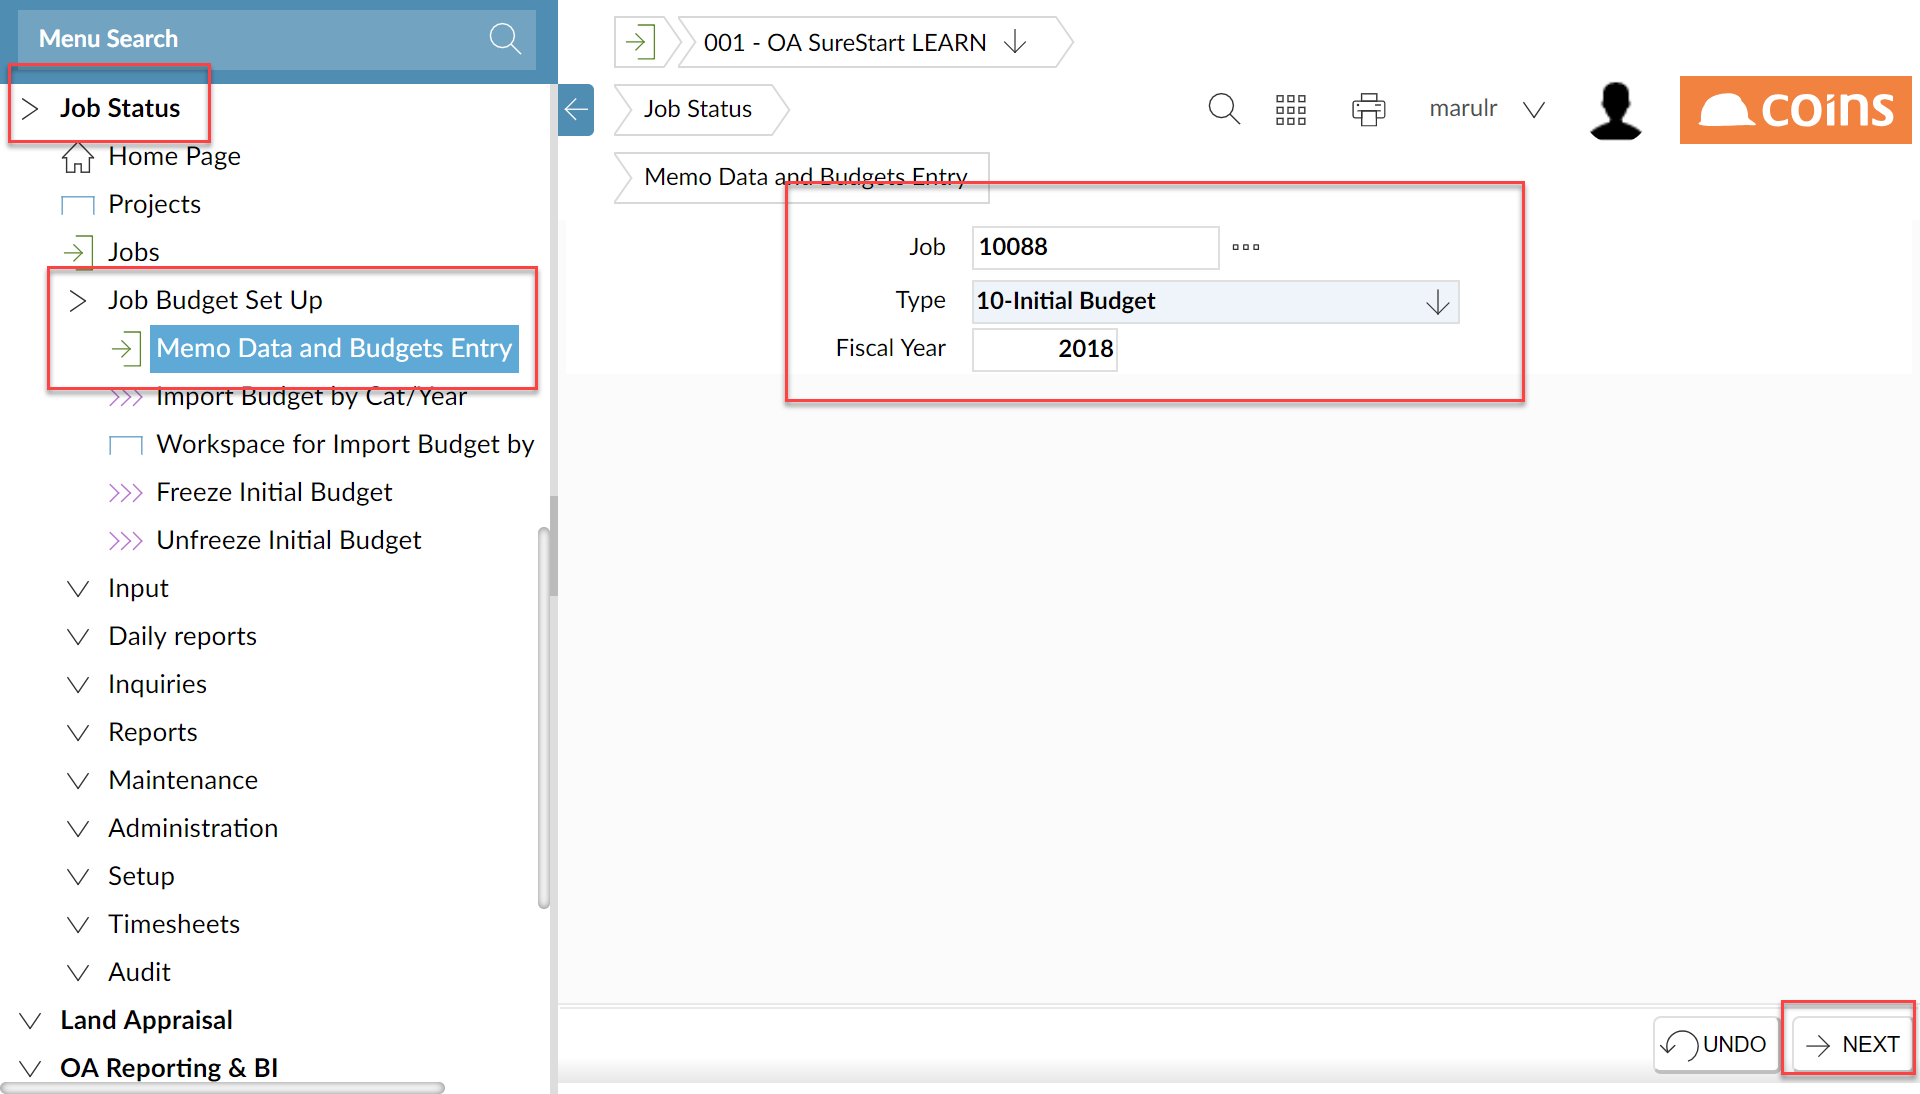 Menu Search
Job Status
Home Page
Projects
Jobs
Job Budget Set Up
Memo Data and Budgets Entry
Import Budget by Cat/Year
Workspace for Import Budget by
Freeze Initial Budget
Unfreeze Initial Budget
Input
Daily reports
Inquiries
Reports
Maintenance
Administration
Setup
Timesheets
Audit
Land Appraisal
OA Reporting & BI
001 - OA SureStart LEARN
Job Status
marulr
coins
Memo Data and Budgets Entry
Job 10088
Type 10-Initial Budget
Fiscal Year 2018
UNDO NEXT